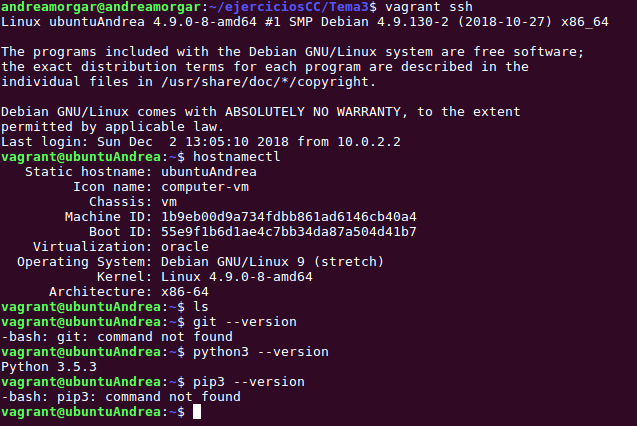 andreamorgar@andreamorgar:~/ejerciciosCC/Tema3$ vagrant ssh
Linux ubuntuAndrea 4.9.0-8-amd64 #1 SMP Debian 4.9.130-2 (2018-10-27) x86_64

The programs included with the Debian GNU/Linux system are free software;
the exact distribution terms for each program are described in the
individual files in /usr/share/doc/*/copyright.

Debian GNU/Linux comes with ABSOLUTELY NO WARRANTY, to the extent
permitted by applicable law.
Last login: Sun Dec  2 13:05:10 2018 from 10.0.2.2
vagrant@ubuntuAndrea:~$ hostnamectl
   Static hostname: ubuntuAndrea
         Icon name: computer-vm
           Chassis: vm
        Machine ID: 1b9eb00d9a734fdbb861ad6146cb40a4
           Boot ID: 55e9f1b6d1ae4c7bb34da87a504d41b7
    Virtualization: oracle
  Operating System: Debian GNU/Linux 9 (stretch)
            Kernel: Linux 4.9.0-8-amd64
      Architecture: x86-64
vagrant@ubuntuAndrea:~$ ls
vagrant@ubuntuAndrea:~$ git --version
-bash: git: command not found
vagrant@ubuntuAndrea:~$ python3 --version
Python 3.5.3
vagrant@ubuntuAndrea:~$ pip3 --version
-bash: pip3: command not found
vagrant@ubuntuAndrea:~$